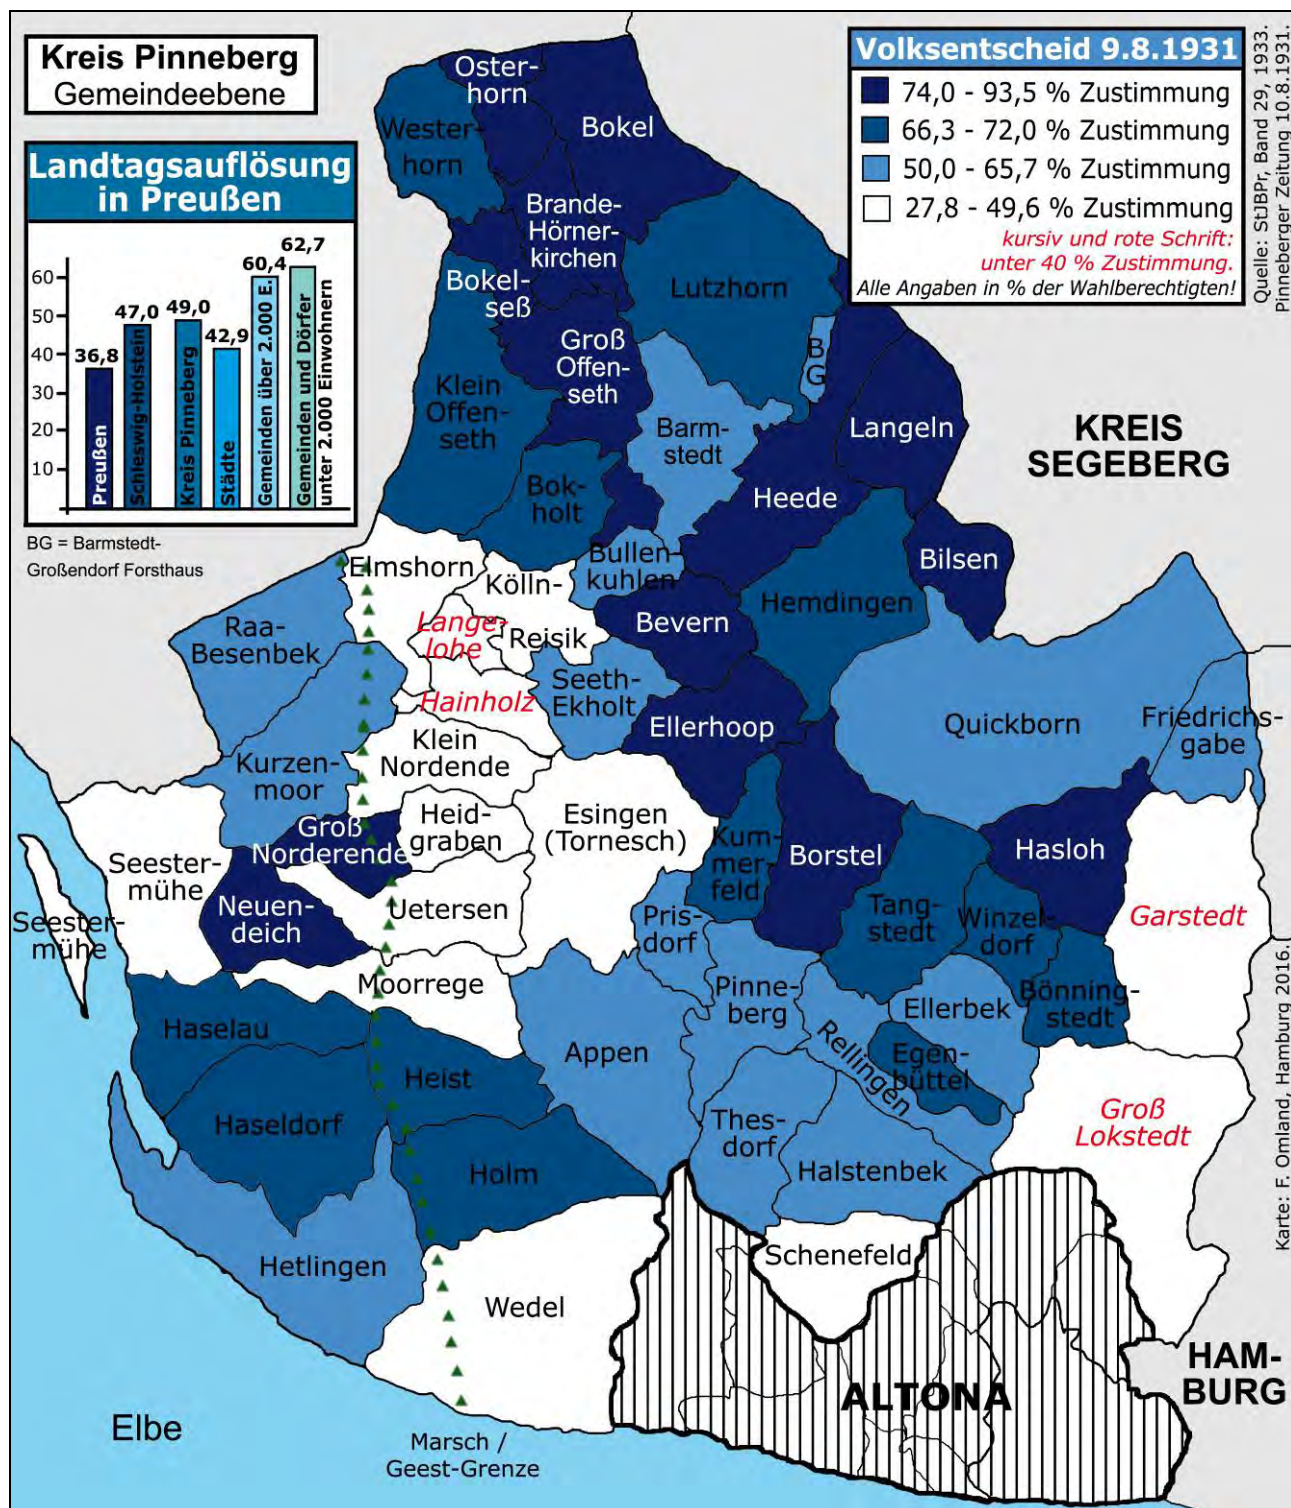 Kreis Pinneberg
Gemeindeebene
Landtagsauflösung
in Preußen
60
50
40
30
20
10
36,8
47,0
49,0
42,9
60,4
62,7
Preußen
Schleswig-Holstein
Kreis Pinneberg
Städte
Gemeinden über 2.000 E.
Gemeinden und Dörfer
unter 2.000 Einwohnern
BG = Barmstedt-
Großendorf Forsthaus
Volksentscheid 9.8.1931
74,0 - 93,5 % Zustimmung
66,3 - 72,0 % Zustimmung
50,0 - 65,7 % Zustimmung
27,8 - 49,6 % Zustimmung
kursiv und rote Schrift:
unter 40 % Zustimmung.
Alle Angaben in % der Wahlberechtigten!
Quelle: StJBPr, Band 29, 1933.
Pinneberger Zeitung 10.8.1931.
Oster-
horn
Bokel
Wester-
horn
Brande-
Hörner-
kirchen
Bokel-
seß
Lutzhorn
Groß
Offen-
seth
B
G
Klein
Offen-
seth
Barm-
stedt
Langeln
KREIS
SEGEBERG
Bok-
holt
Heede
Elmshorn
Bullen-
kuhlen
Bilsen
Kölln-
Reisik
Hemdingen
Raa-
Besenbek
Lange-
lohe
Bevern
Hainholz
Seeth-
Ekholt
Ellerhoop
Quickborn
Friedrichs-
gabe
Kurzen-
moor
Klein
Nordende
Heid-
graben
Esingen
(Tornesch)
Groß
Norderende
Kum-
mer-
feld
Borstel
Hasloh
Seester-
mühe
Seester-
mühe
Neuen-
deich
Uetersen
Pris-
dorf
Tang-
stedt
Winzel-
dorf
Garstedt
Moorrege
Pinne-
berg
Ellerbek
Bönning-
stedt
Haselau
Heist
Appen
Rellingen
Egen-
büttel
Haseldorf
Thes-
dorf
Groß
Lokstedt
Holm
Halstenbek
Hetlingen
Schenefeld
Wedel
ALTONA
HAM-
BURG
Elbe
Marsch /
Geest-Grenze
Karte: F. Omland, Hamburg 2016.